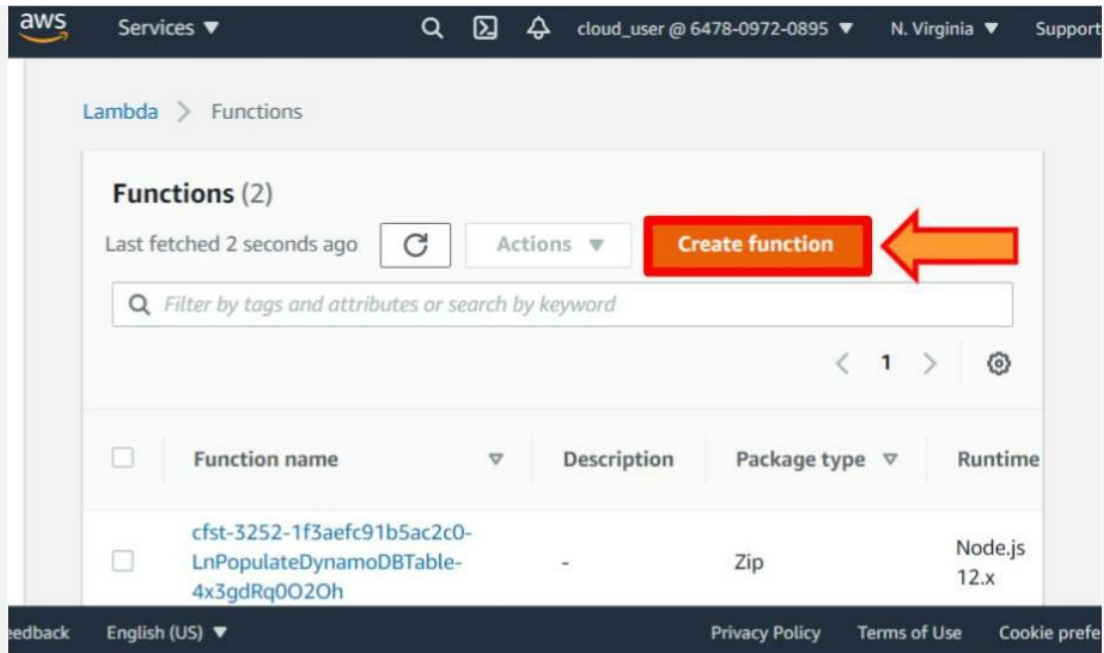 aws Services cloud_user @ 6478-0972-0895 N. Virginia Support
Lambda > Functions
Functions (2)
Last fetched 2 seconds ago Actions Create function
Filter by tags and attributes or search by keyword
< 1 >
Function name Description Package type Runtime
cfst-3252-1f3aefc91b5ac2c0-
LnPopulateDynamoDBTable- - Zip Node.js
4x3gdRq0O2Oh 12.x
eedback English (US) Privacy Policy Terms of Use Cookie prefe